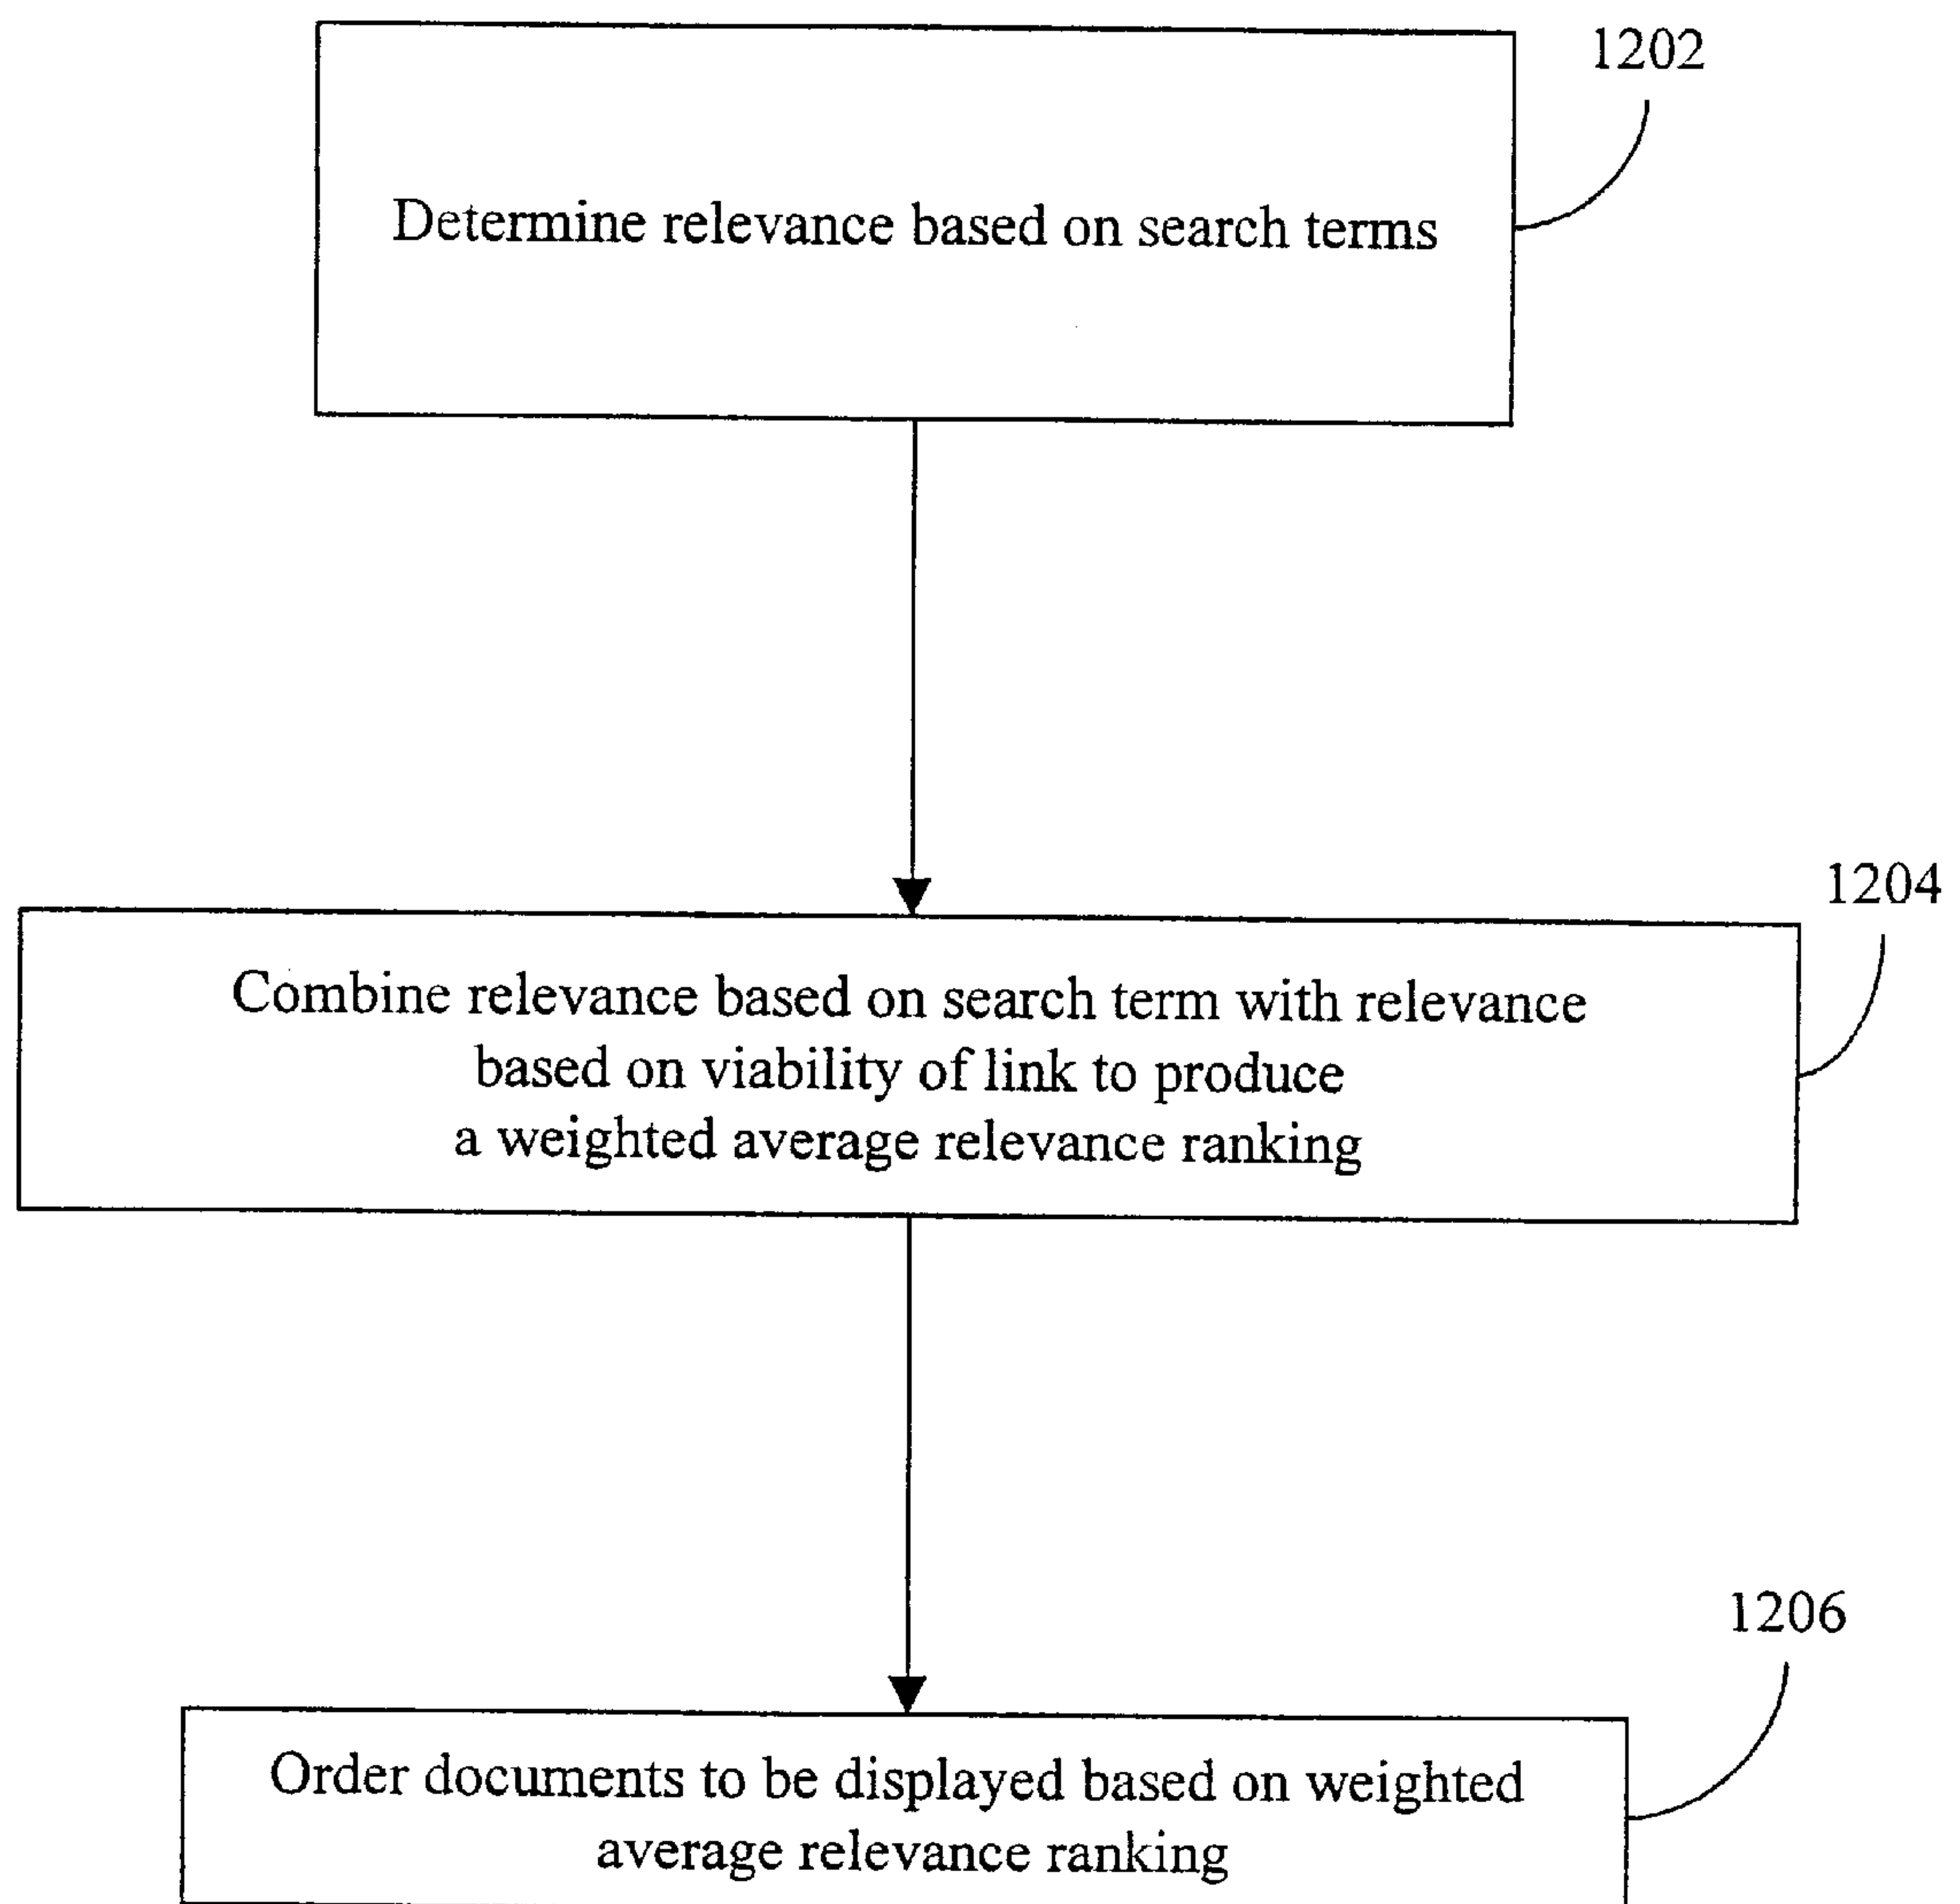 1202
Determine relevance based on search terms
1204
Combine relevance based on search term with relevance
based on viability of link to produce
a weighted average relevance ranking
1206
Order documents to be displayed based on weighted
average relevance ranking